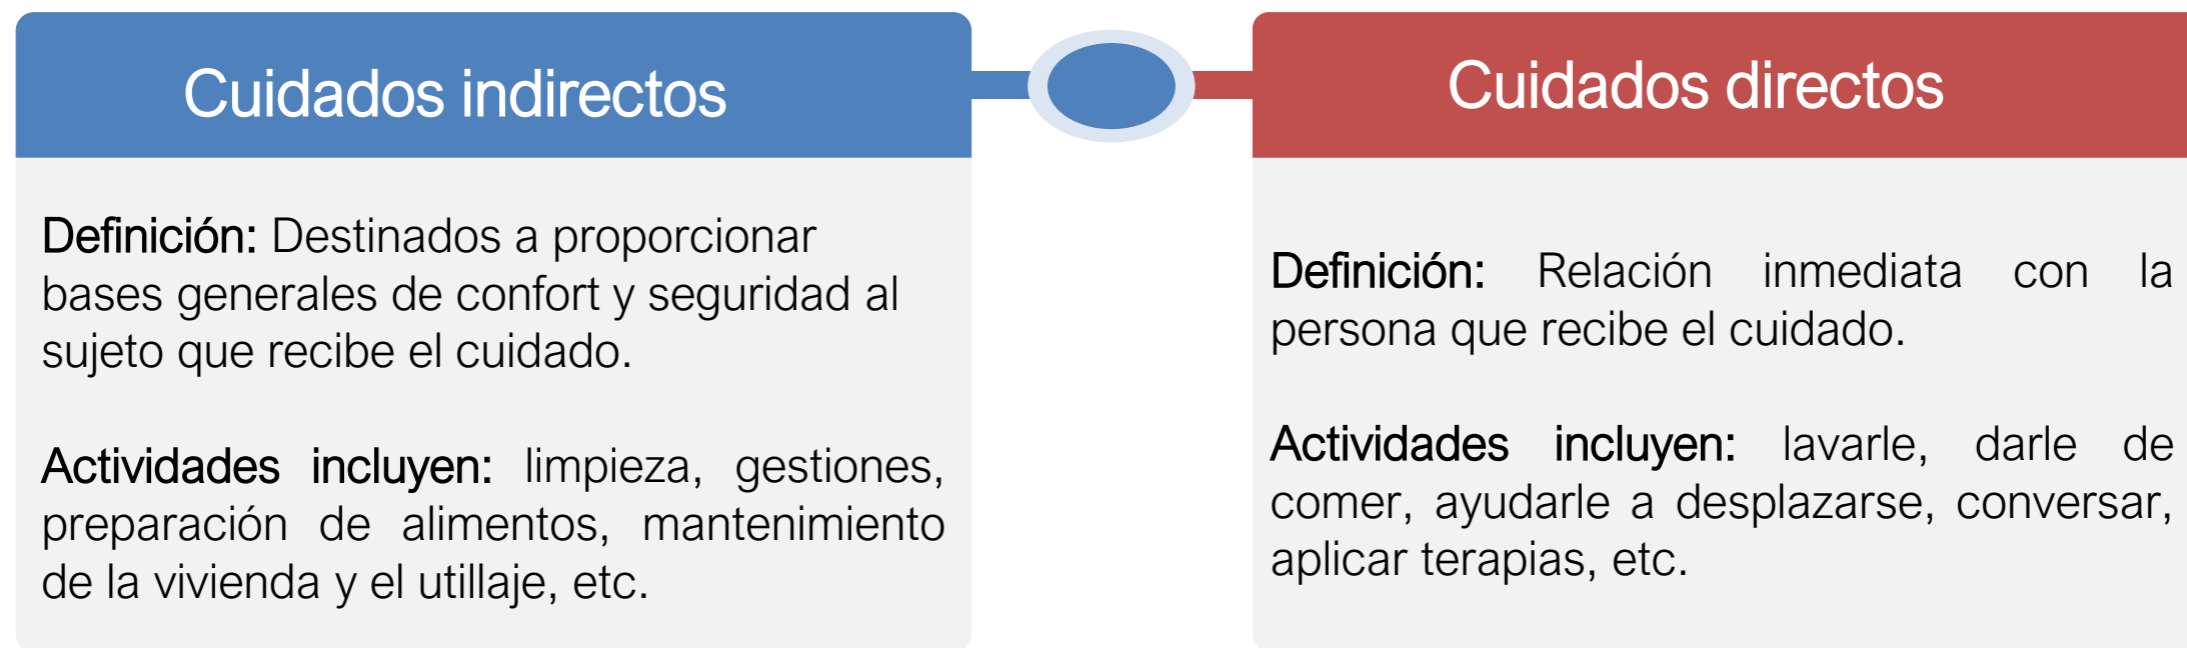 Cuidados indirectos
Definición: Destinados a proporcionar
bases generales de confort y seguridad al
sujeto que recibe el cuidado.
Actividades incluyen: limpieza, gestiones,
preparación de alimentos, mantenimiento
de la vivienda y el utillaje, etc.
Cuidados directos
Definición: Relación inmediata con la
persona que recibe el cuidado.
Actividades incluyen: lavarle, darle de
comer, ayudarle a desplazarse, conversar,
aplicar terapias, etc.